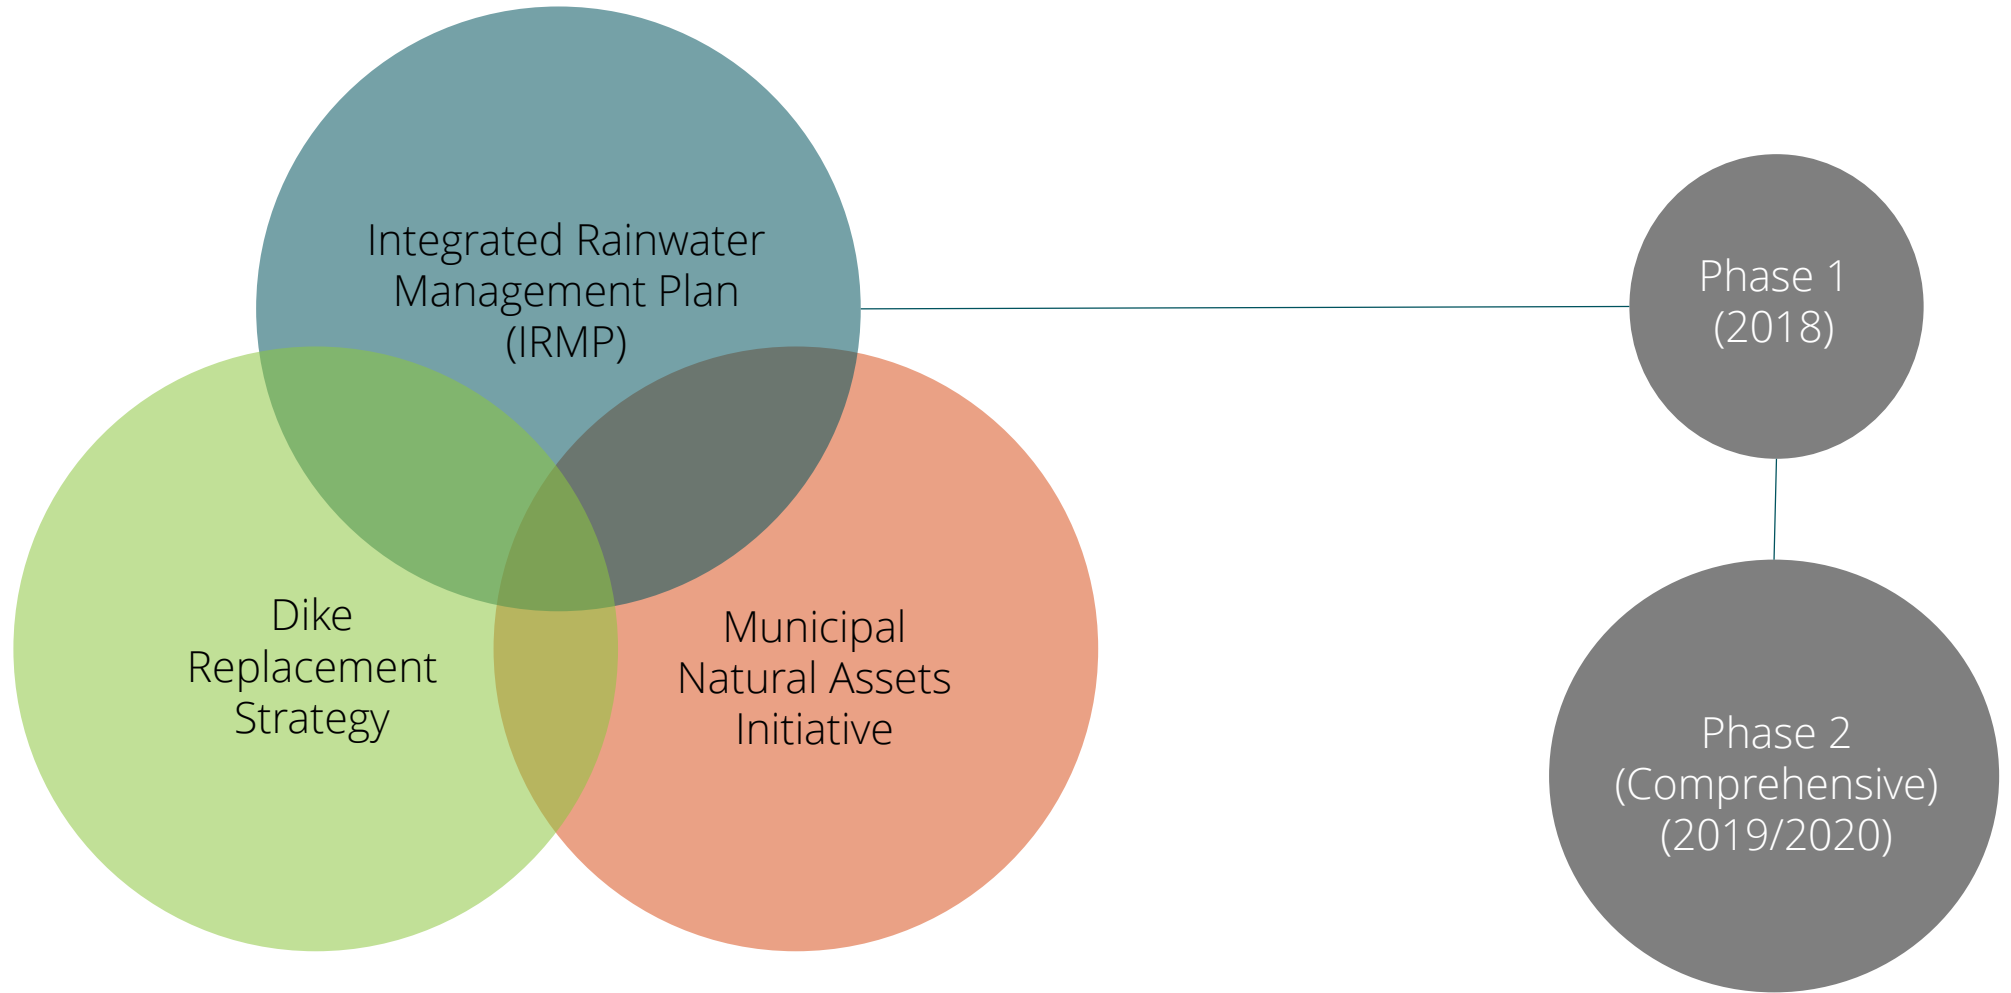 Integrated Rainwater
Management Plan
(IRMP)
Phase 1
(2018)
Dike
Replacement
Strategy
Municipal
Natural Assets
Initiative
Phase 2
(Comprehensive)
(2019/2020)